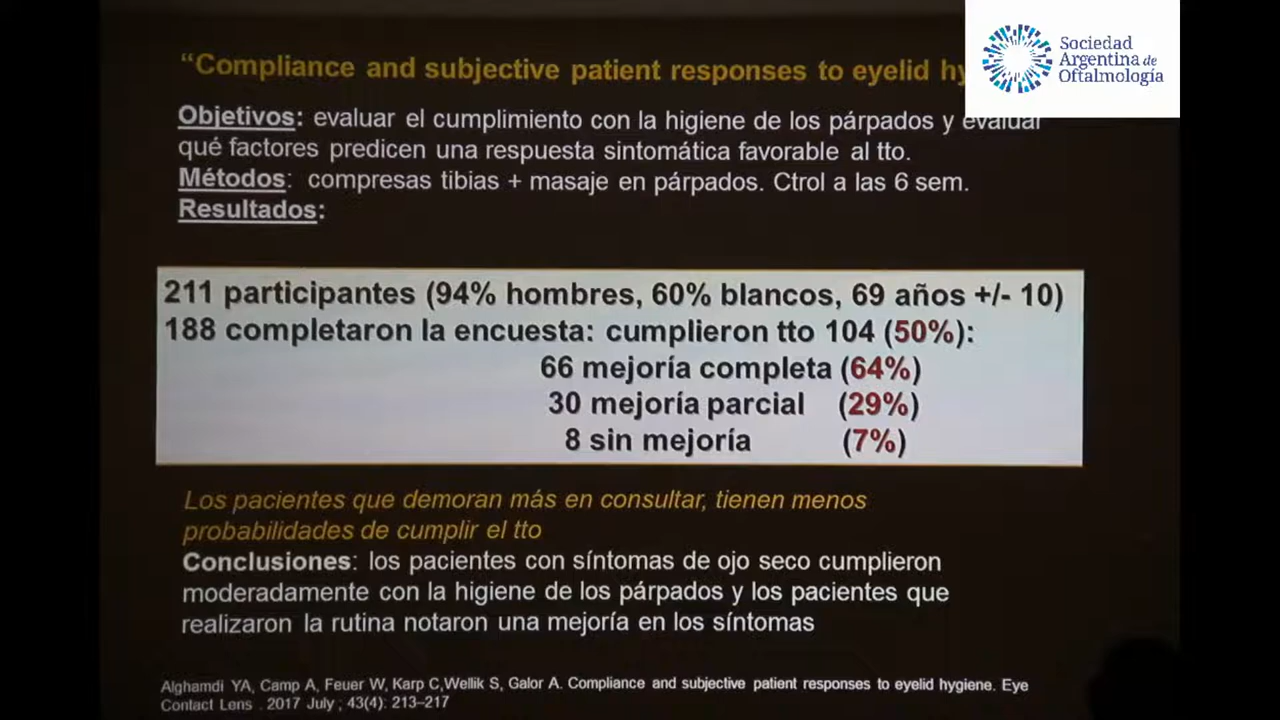 “Compliance and subjective patient responses to eyelid hy
Sociedad
Argentina de
Oftalmología
Objetivos: evaluar el cumplimiento con la higiene de los párpados y evaluar
qué factores predicen una respuesta sintomática favorable al tto.
Métodos: compresas tibias + masaje en párpados. Ctrol a las 6 sem.
Resultados:
211 participantes (94% hombres, 60% blancos, 69 años +/- 10)
188 completaron la encuesta: cumplieron tto 104 (50%):
66 mejoría completa (64%)
30 mejoría parcial (29%)
8 sin mejoría (7%)
Los pacientes que demoran más en consultar, tienen menos
probabilidades de cumplir el tto
Conclusiones: los pacientes con síntomas de ojo seco cumplieron
moderadamente con la higiene de los párpados y los pacientes que
realizaron la rutina notaron una mejoría en los síntomas
Alghamdi YA, Camp A, Feuer W, Karp C,Wellik S, Galor A. Compliance and subjective patient responses to eyelid hygiene. Eye
Contact Lens . 2017 July ; 43(4): 213–217